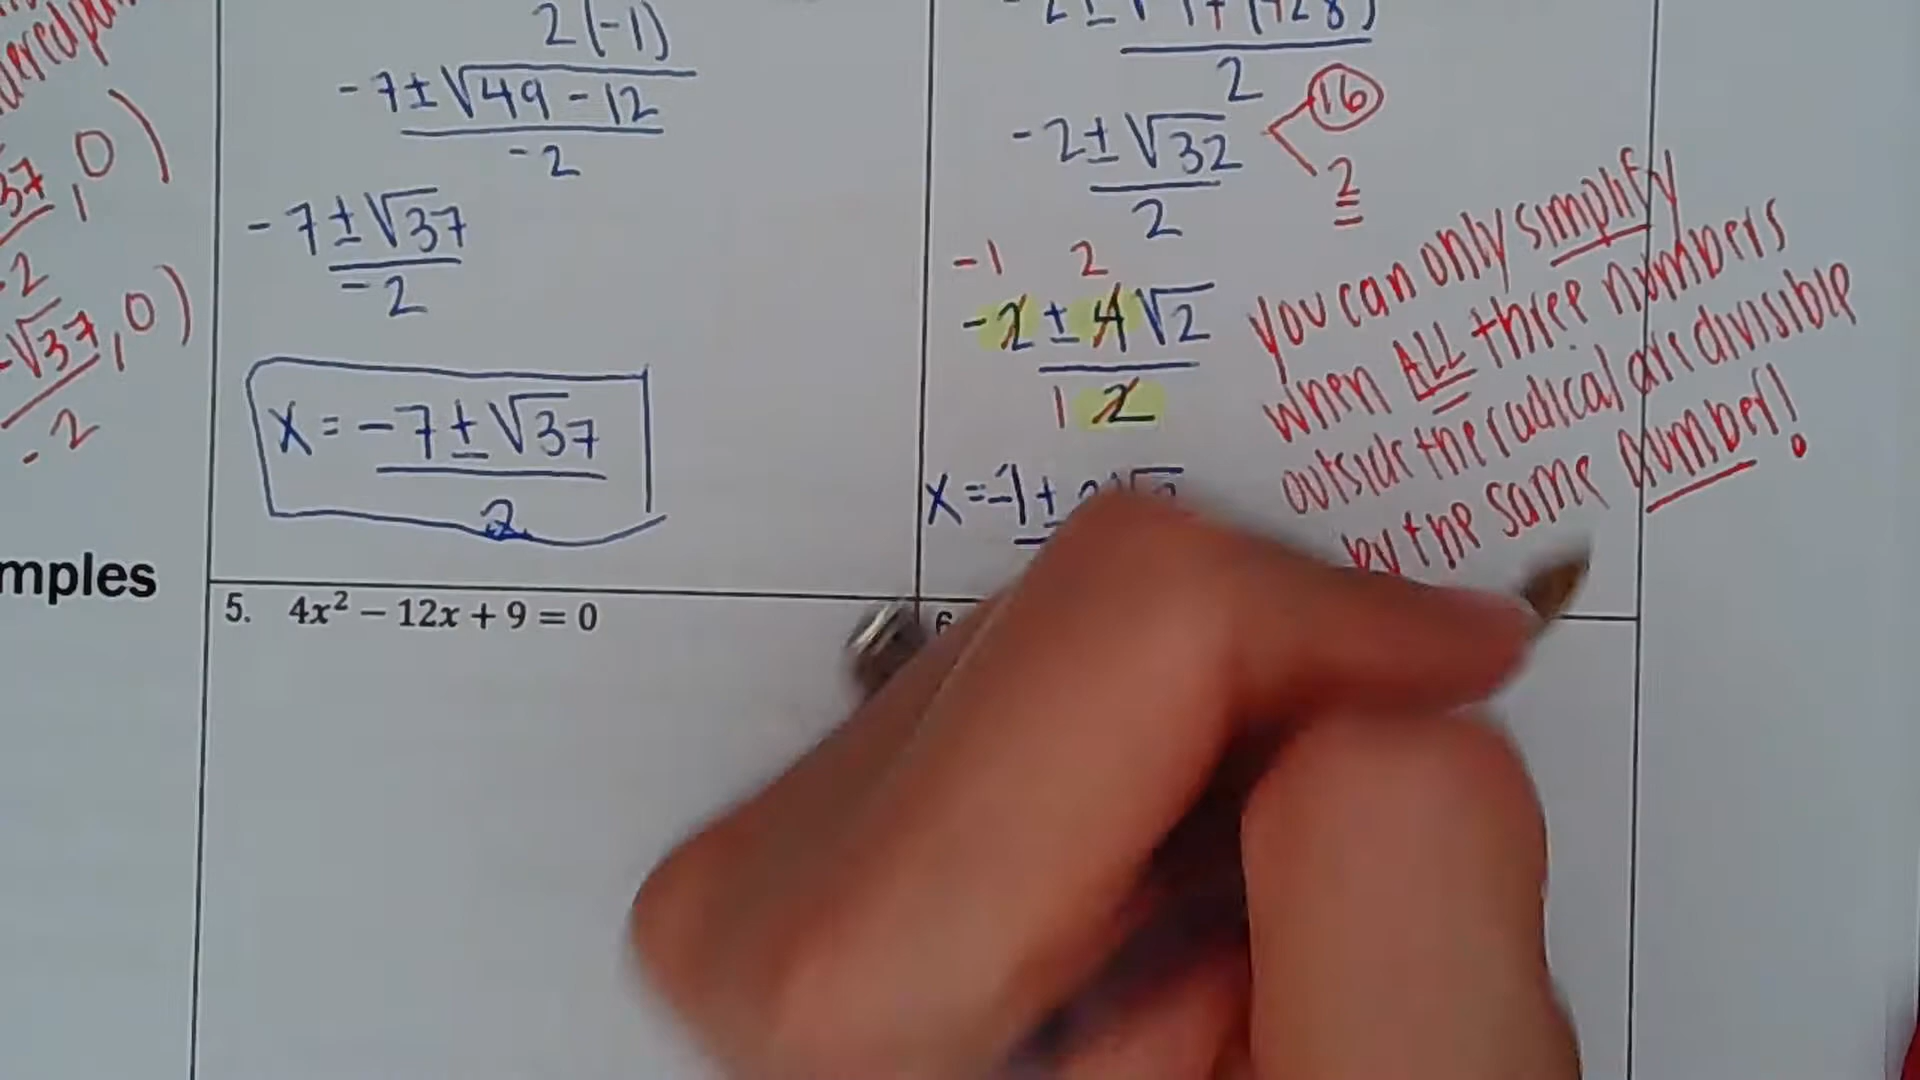 , 0 )
37
-2
-√37 , 0 )
-2
mples
2(-1)
-7±√49 - 12
-2
-7±√37
-2
x = -7±√37
2
5. 4x² − 12x + 9 = 0
2
-2±√32
2
16
2
-1 2
-2 ± 4√2
1 2
x = -1 ±
you can only simplify
when ALL three numbers
outside the radical are divisible
by the same number!